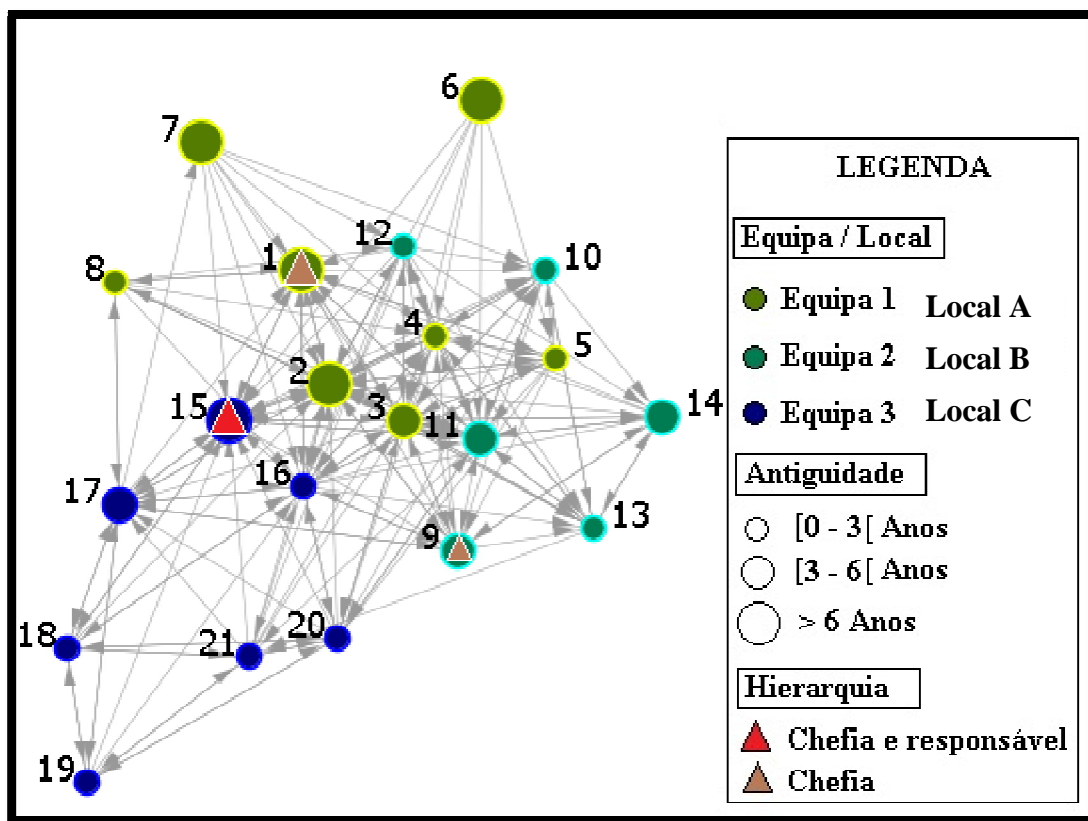 6
7
12
1
10
8
4
5
2
3
15
11
14
16
17
13
9
18
21
20
19
LEGENDA
Equipa / Local
Equipa 1 Local A
Equipa 2 Local B
Equipa 3 Local C
Antiguidade
[0 - 3[ Anos
[3 - 6[ Anos
> 6 Anos
Hierarquia
Chefia e responsável
Chefia